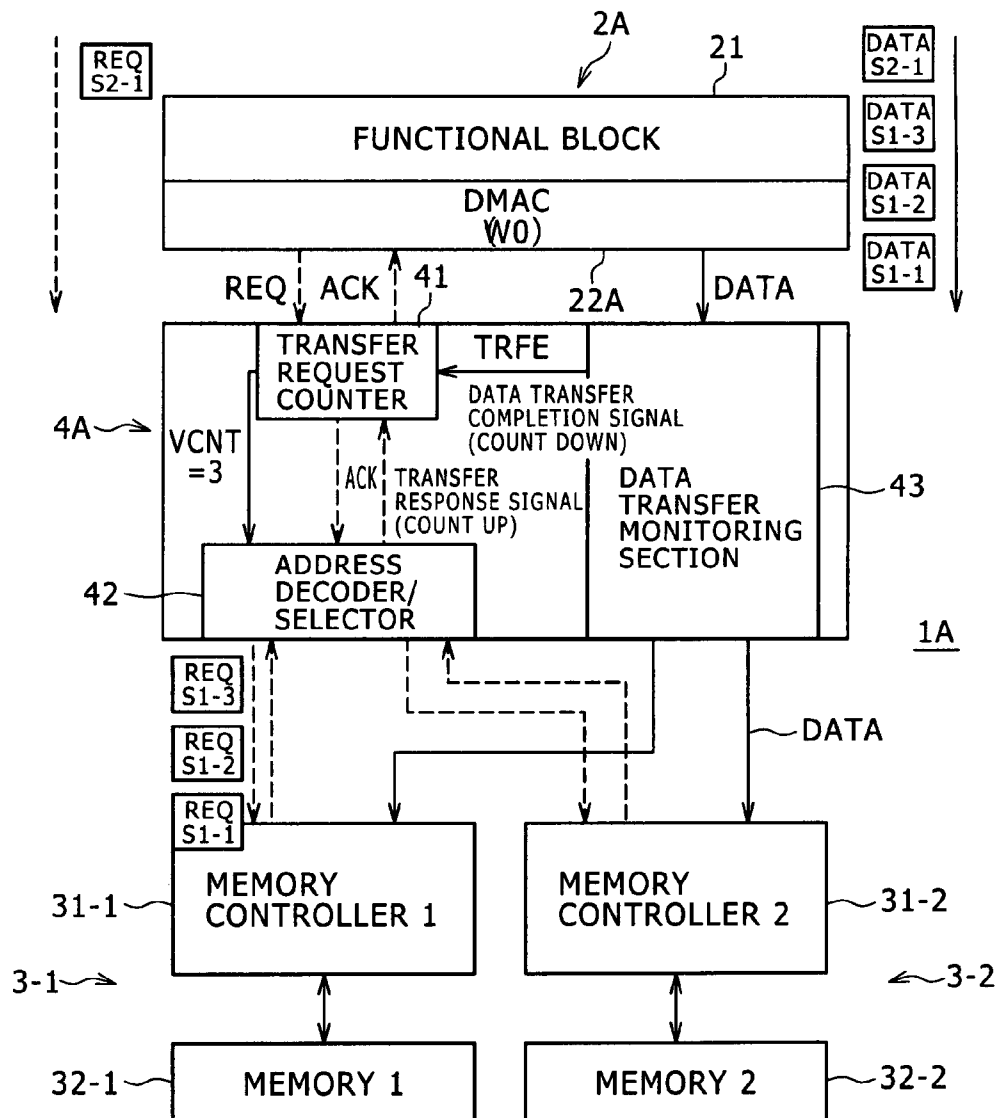 2A
21
REQ
S2-1
DATA
S2-1
DATA
S1-3
DATA
S1-2
DATA
S1-1
FUNCTIONAL BLOCK
DMAC
(W0)
REQ
ACK
41
22A
DATA
TRANSFER
REQUEST
COUNTER
TRFE
DATA TRANSFER
COMPLETION SIGNAL
(COUNT DOWN)
4A
VCNT
=3
ACK
TRANSFER
RESPONSE SIGNAL
(COUNT UP)
DATA
TRANSFER
MONITORING
SECTION
43
42
ADDRESS
DECODER/
SELECTOR
1A
REQ
S1-3
REQ
S1-2
REQ
S1-1
DATA
31-1
MEMORY
CONTROLLER 1
MEMORY
CONTROLLER 2
31-2
3-1
3-2
32-1
MEMORY 1
MEMORY 2
32-2